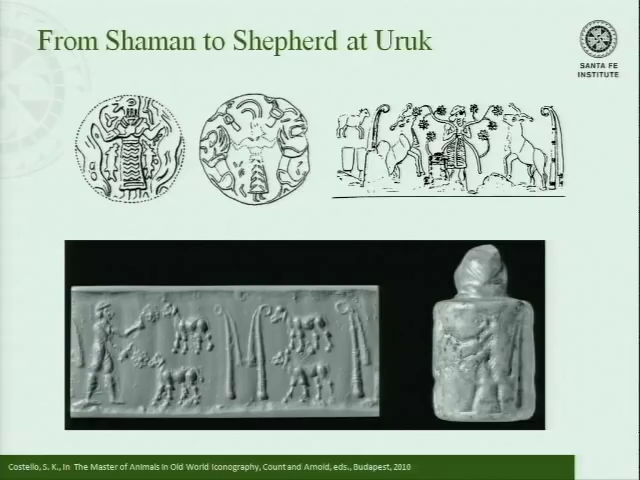 From Shaman to Shepherd at Uruk
SANTA FE
INSTITUTE
Costello, S. K., In The Master of Animals in Old World Iconography, Count and Arnold, eds., Budapest, 2010